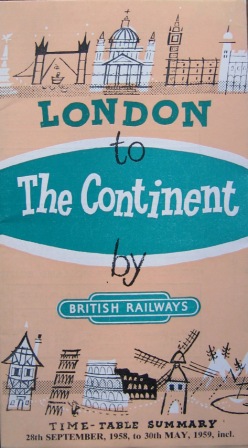 LONDON
to
The Continent
by
BRITISH RAILWAYS
TIME-TABLE SUMMARY
28th SEPTEMBER, 1958, to 30th MAY, 1959, incl.